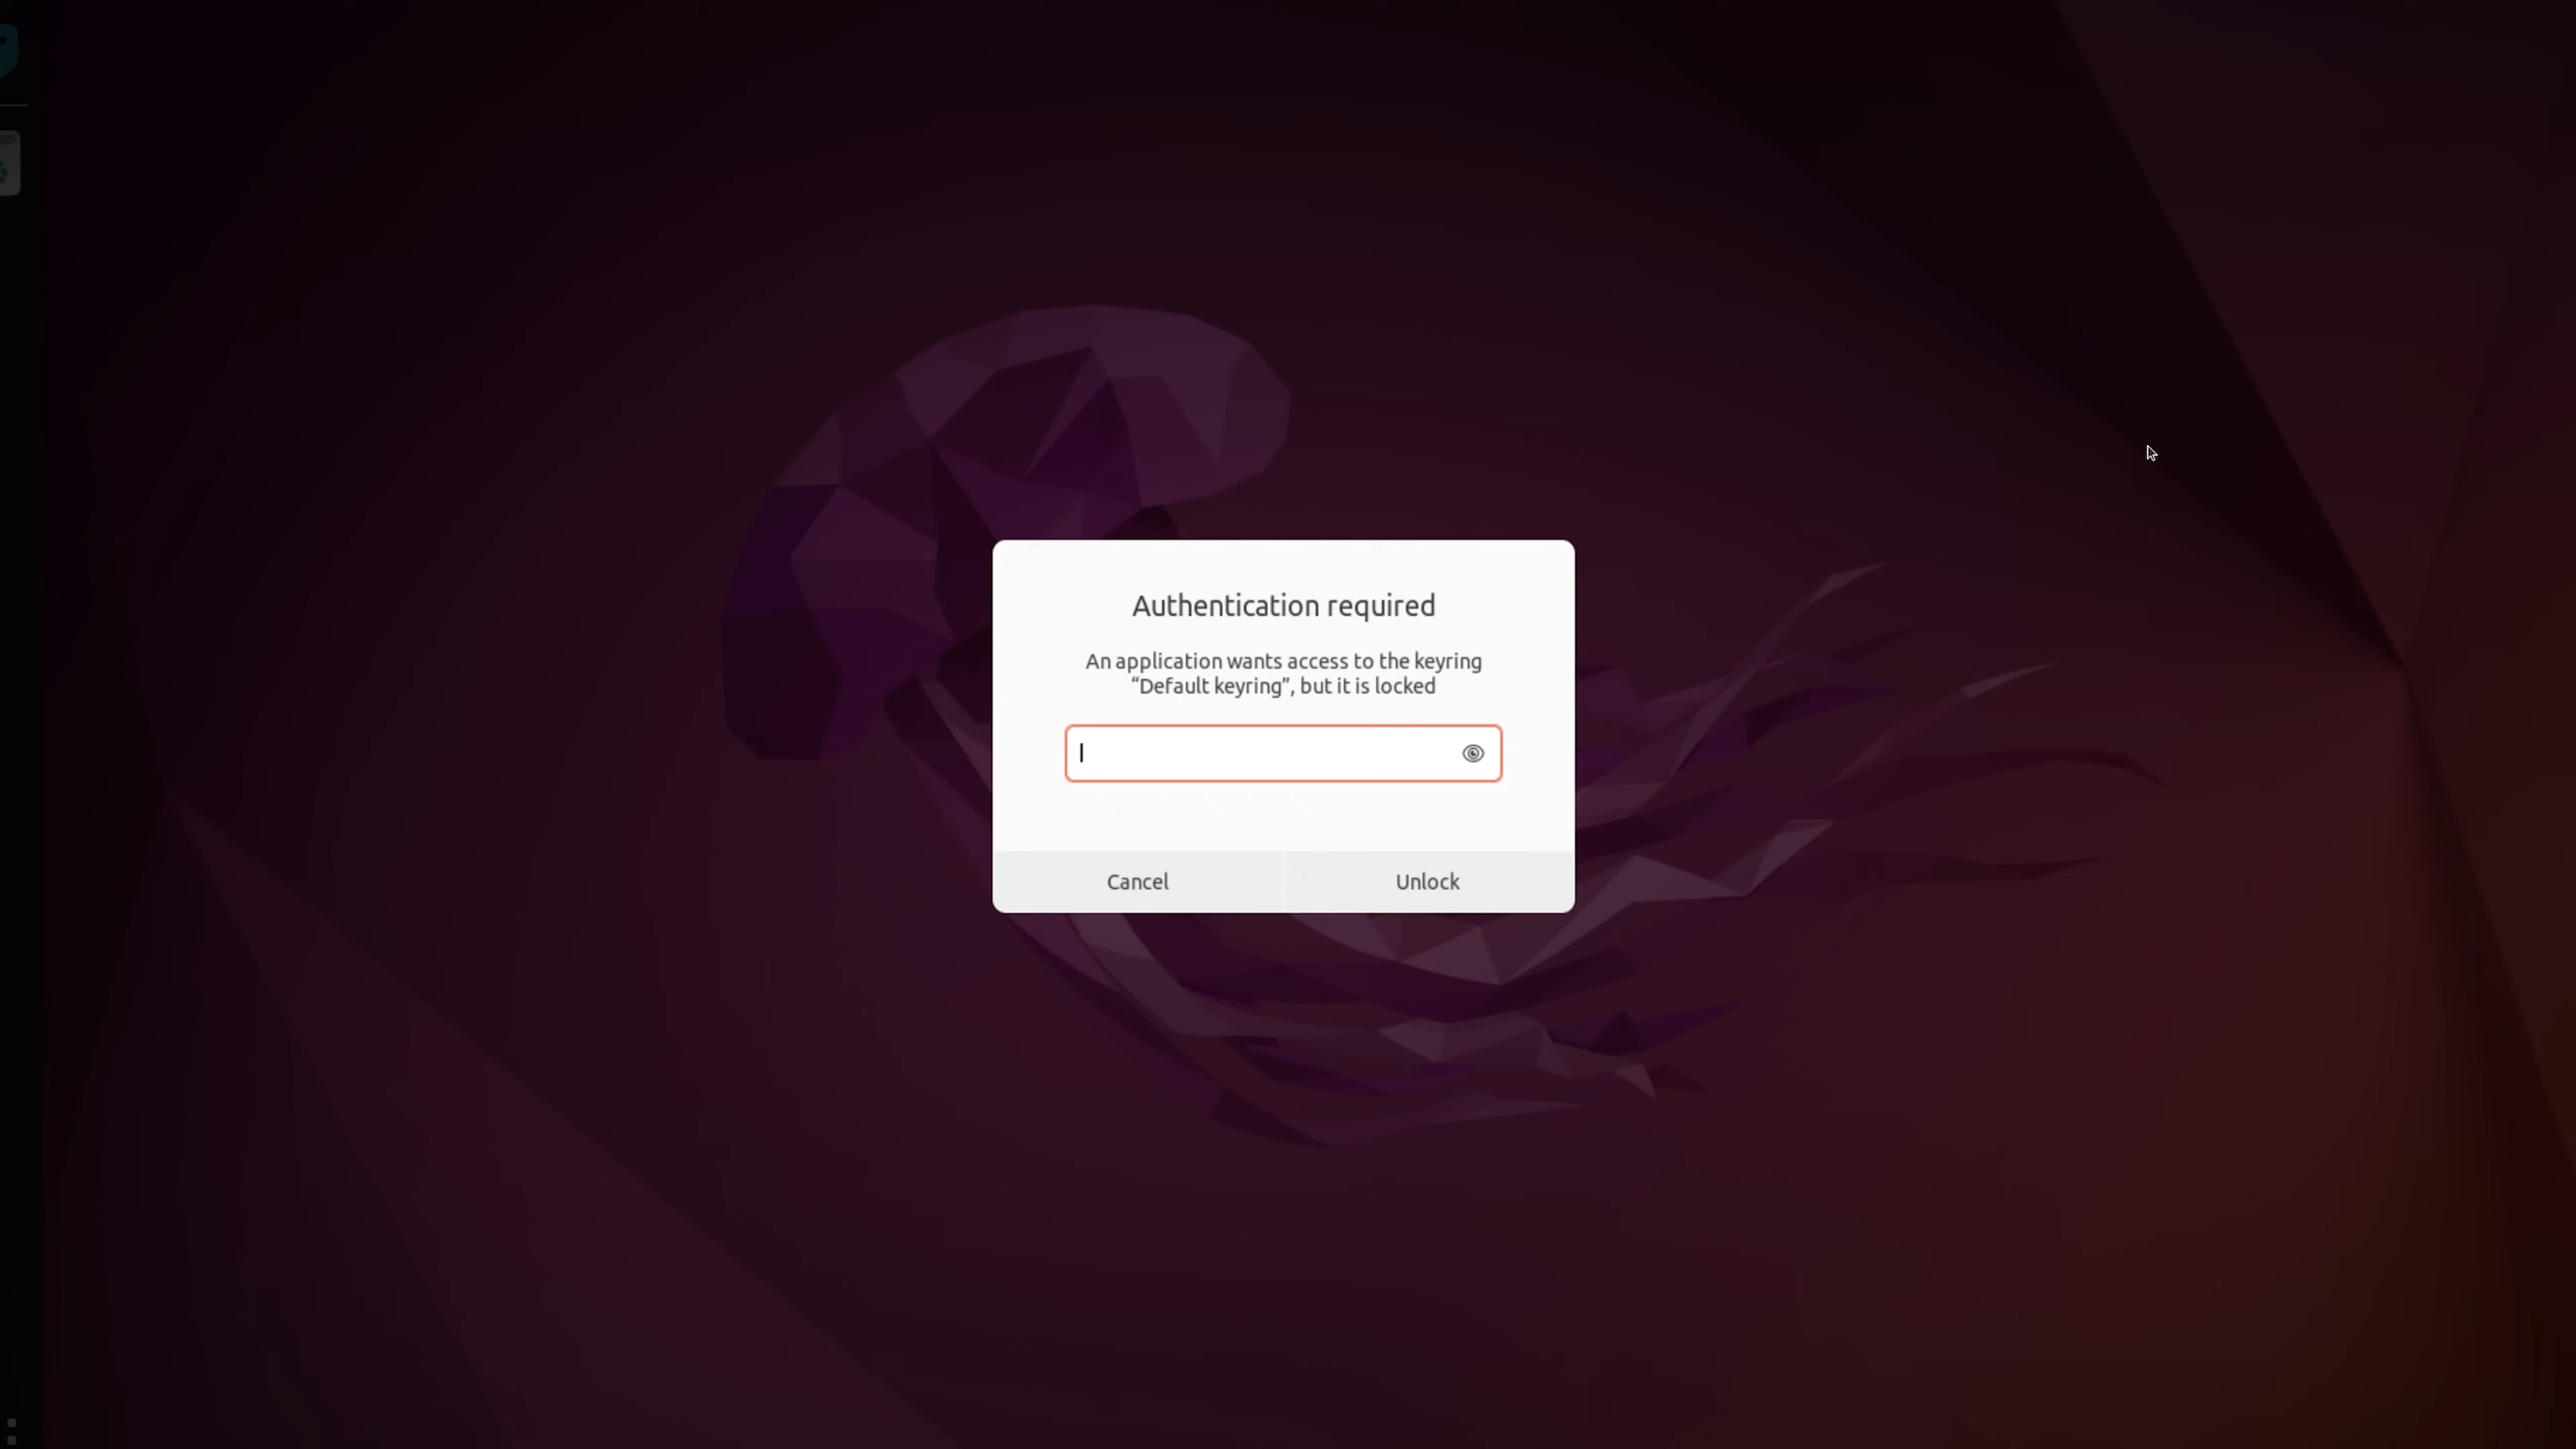 Authentication required
An application wants access to the keyring
“Default keyring”, but it is locked
Cancel
Unlock